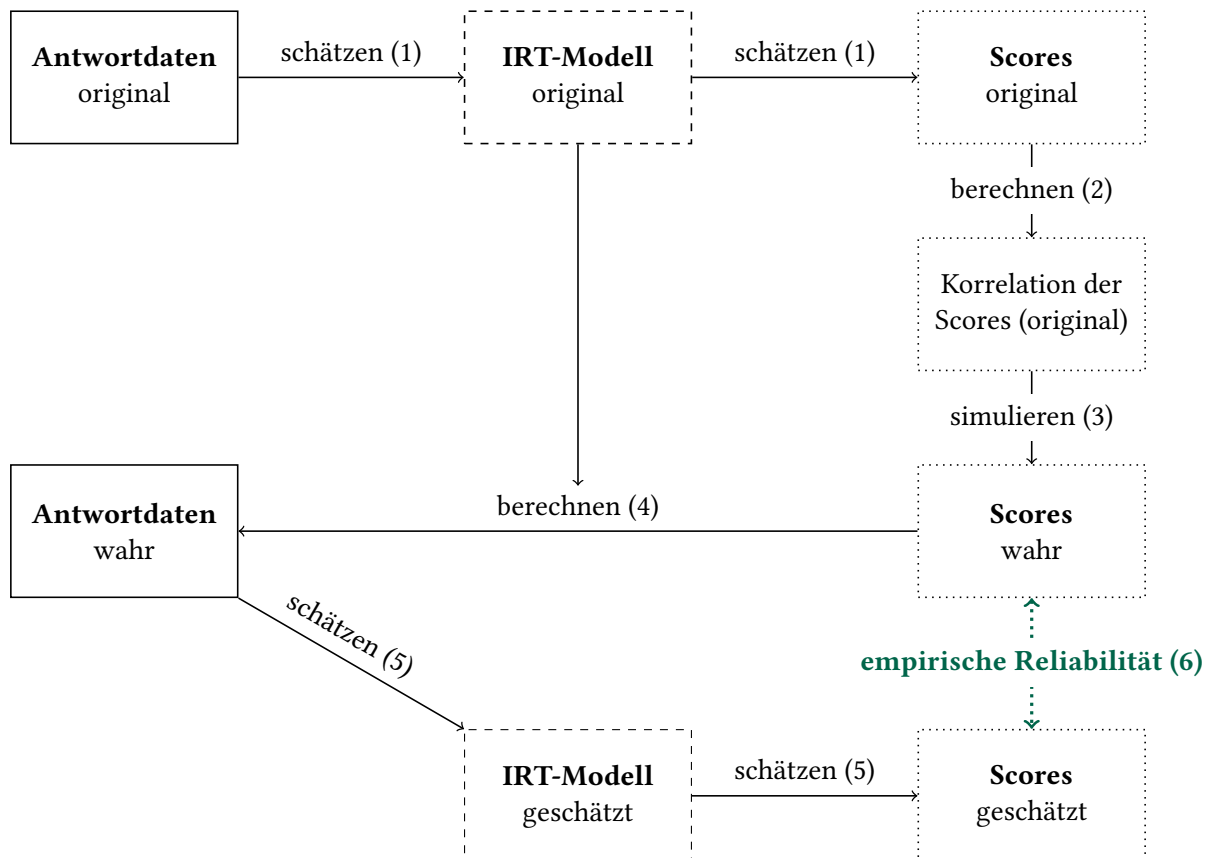 Antwortdaten
original
schätzen (1)
IRT-Modell
original
schätzen (1)
Scores
original
berechnen (2)
Korrelation der
Scores (original)
simulieren (3)
Antwortdaten
wahr
berechnen (4)
Scores
wahr
schätzen (5)
empirische Reliabilität (6)
IRT-Modell
geschätzt
schätzen (5)
Scores
geschätzt